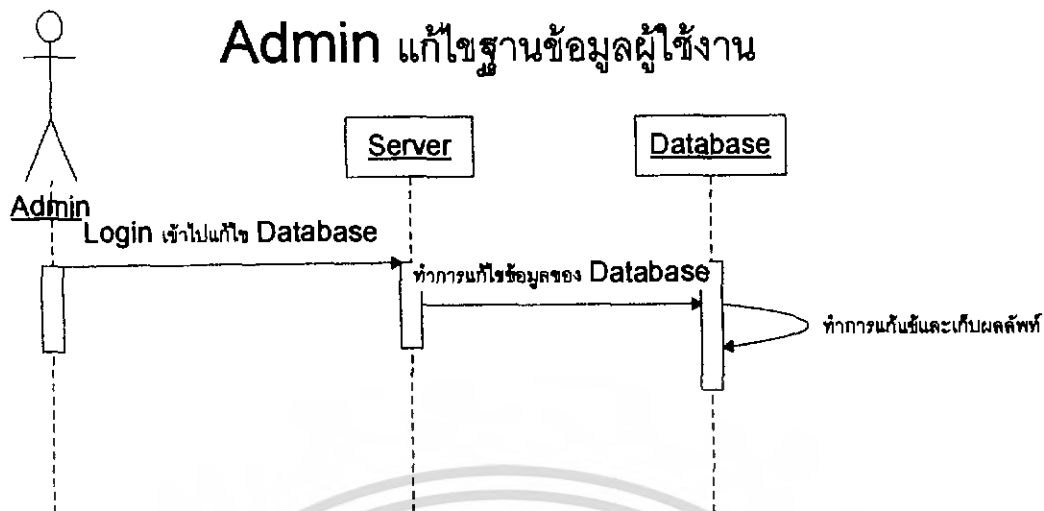 Admin แก้ไขฐานข้อมูลผู้ใช้งาน
Server
Database
Admin
Login เข้าไปแก้ไข Database
ทำการแก้ไขข้อมูลของ Database
ทำการแก้แข้และเก็บผลลัพท์